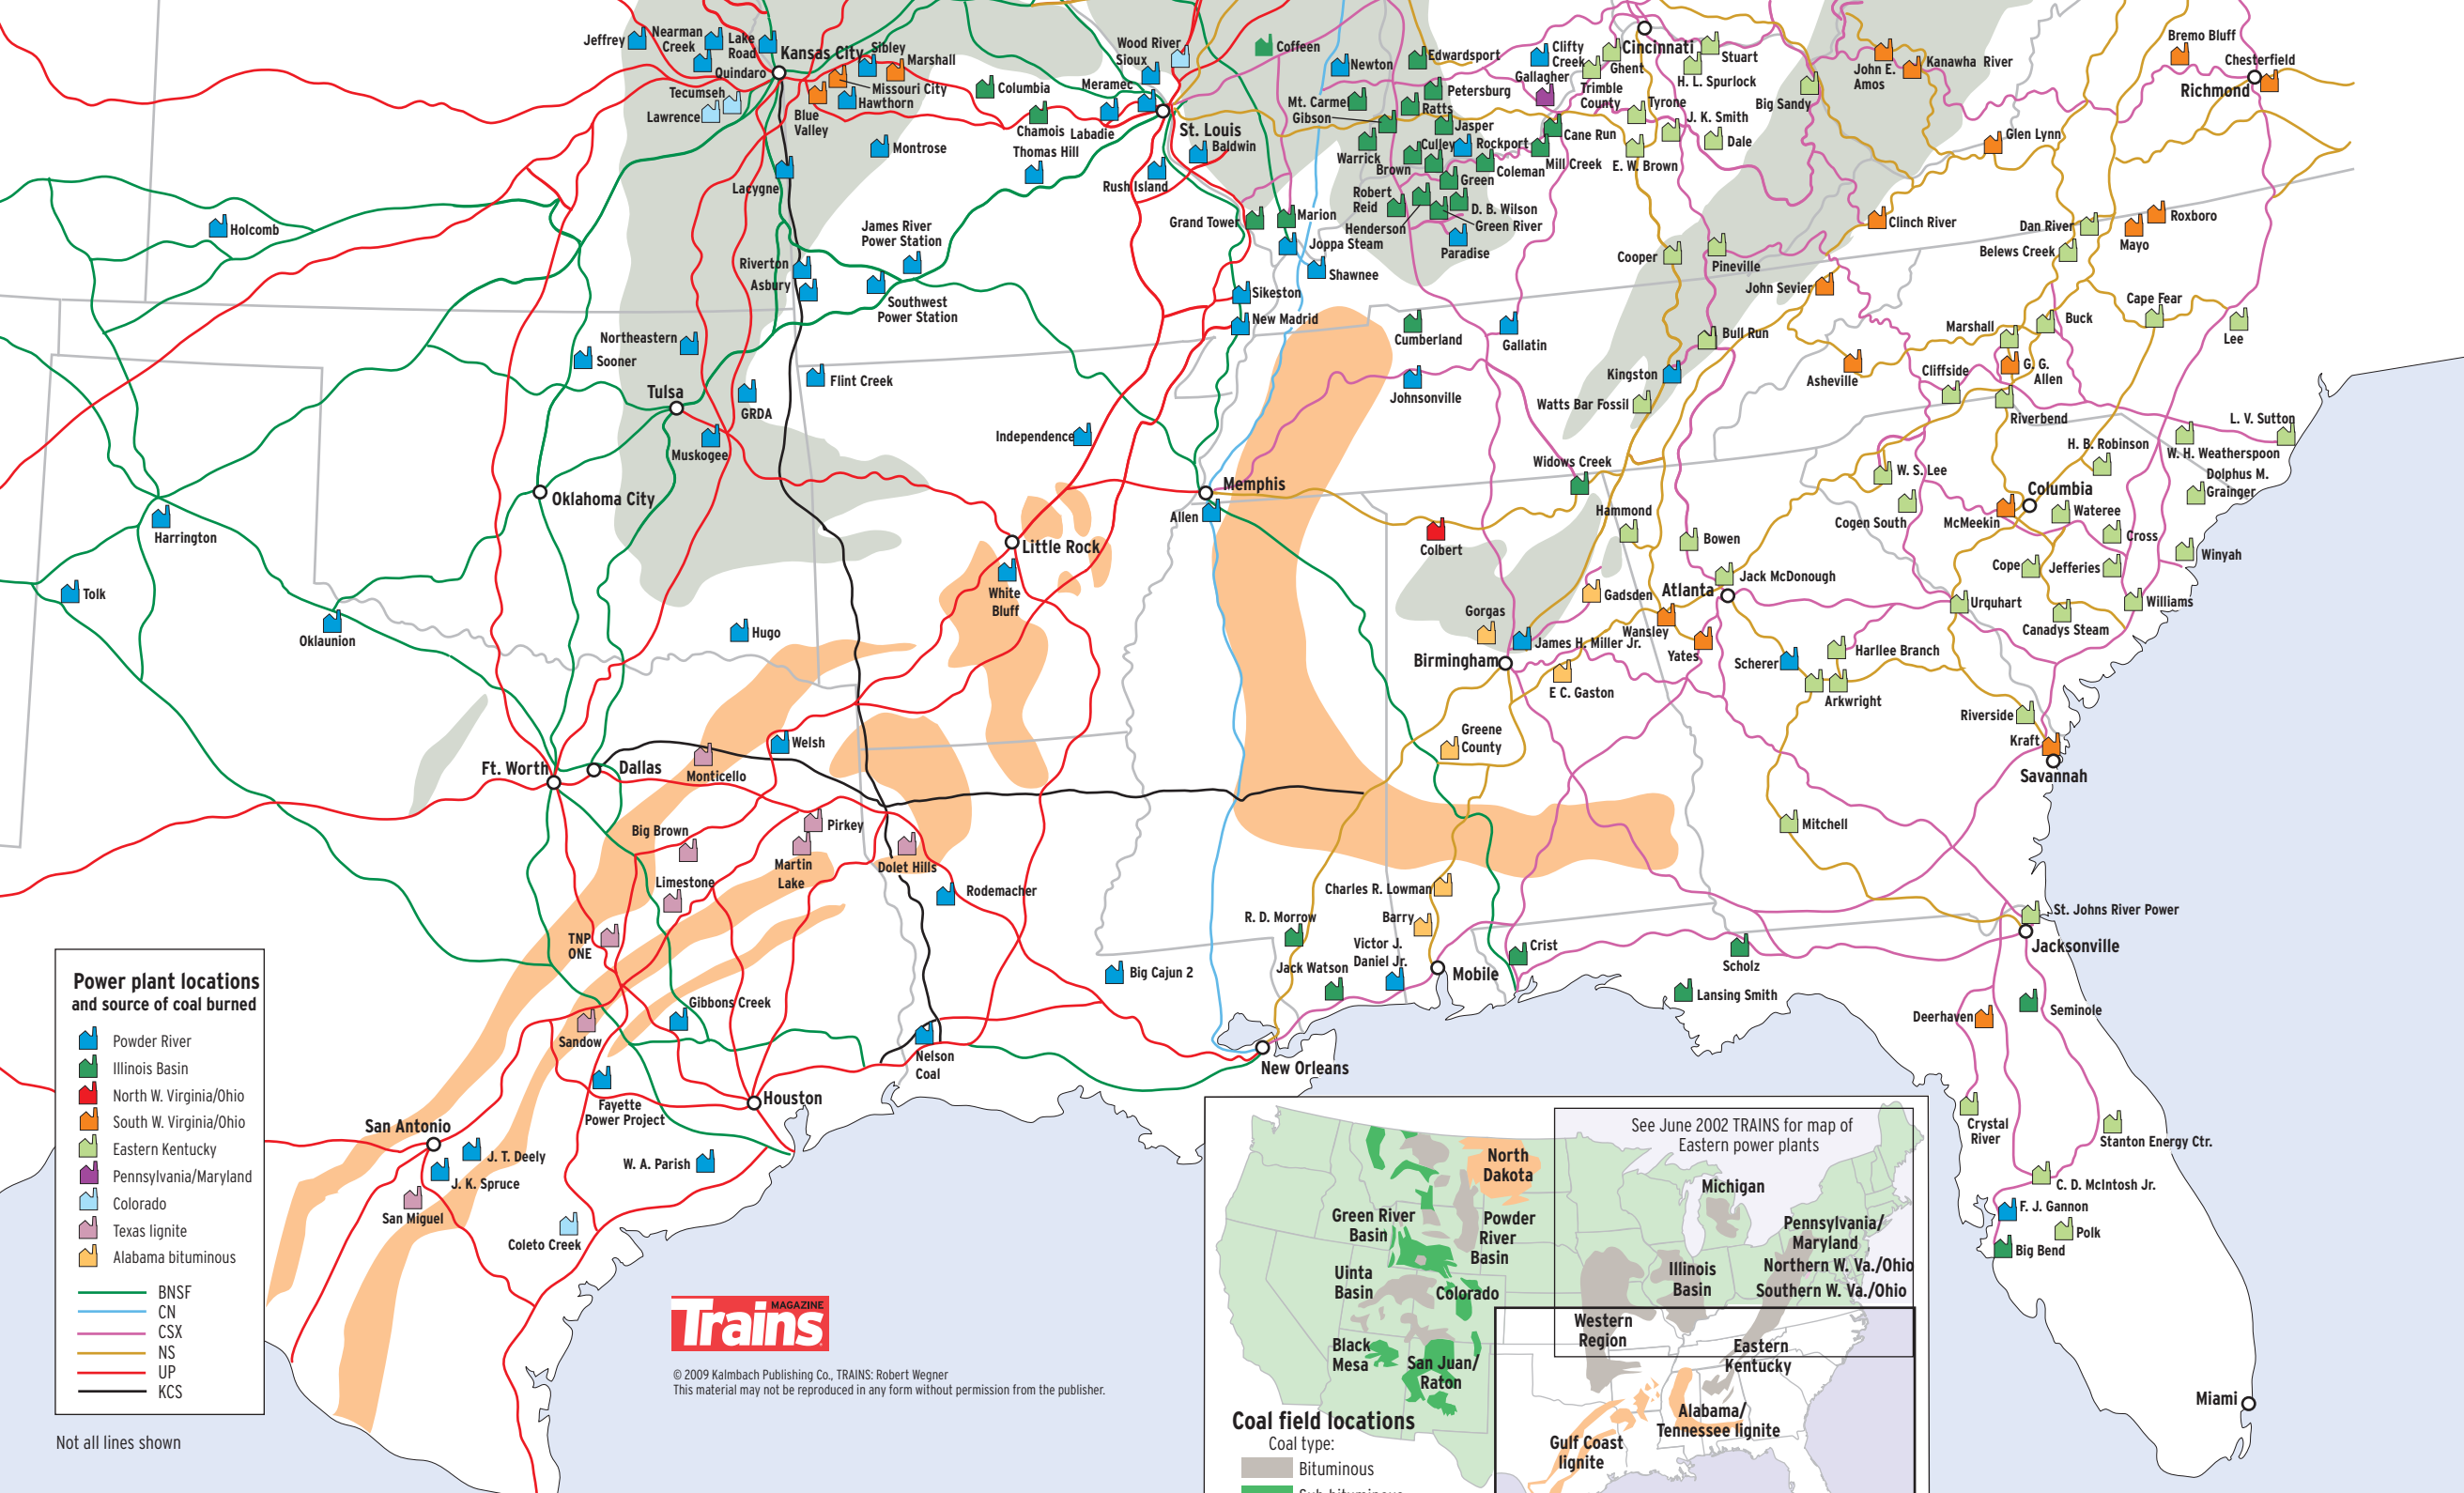 Jeffrey
Nearman
Creek
Lake
Road
Quindaro
Kansas City
Sibley
Marshall
Missouri City
Hawthorn
Tecumseh
Lawrence
Blue
Valley
Columbia
Chamois
Labadie
Meramec
Wood River
Sioux
St. Louis
Baldwin
Montrose
Thomas Hill
Rush Island
Lacygne
Coffeen
Newton
Edwardsport
Clifty
Creek
Gallagher
Cincinnati
Ghent
Stuart
H. L. Spurlock
Trimble
County
Tyrone
J. K. Smith
Dale
E. W. Brown
Big Sandy
John E.
Amos
Kanawha River
Bremo Bluff
Chesterfield
Richmond
Glen Lynn
Mt. Carmel
Gibson
Ratts
Petersburg
Jasper
Cane Run
Mill Creek
Warrick
Culley
Rockport
Brown
Coleman
Green
Robert
Reid
Henderson
D. B. Wilson
Green River
Paradise
Holcomb
James River
Power Station
Riverton
Asbury
Southwest
Power Station
Grand Tower
Marion
Joppa Steam
Shawnee
Sikeston
New Madrid
Cooper
Pineville
Clinch River
Dan River
Belews Creek
Mayo
Roxboro
John Sevier
Cape Fear
Lee
Northeastern
Sooner
Tulsa
GRDA
Flint Creek
Muskogee
Independence
Cumberland
Gallatin
Johnsonville
Kingston
Bull Run
Watts Bar Fossil
Asheville
Marshall
Buck
G. G.
Allen
Cliffside
Riverbend
L. V. Sutton
W. H. Weatherspoon
H. B. Robinson
Dolphus M.
Grainger
Oklahoma City
Memphis
Allen
Widows Creek
W. S. Lee
Cogen South
Columbia
McMeekin
Wateree
Cross
Winyah
Harrington
Tolk
Oklaunion
Little Rock
White
Bluff
Colbert
Hammond
Bowen
Jack McDonough
Atlanta
Cope
Jefferies
Williams
Urquhart
Canadys Steam
Hugo
Gorgas
Gadsden
James H. Miller Jr.
Birmingham
Wansley
Yates
Scherer
Harllee Branch
Arkwright
E C. Gaston
Greene
County
Riverside
Kraft
Savannah
Ft. Worth
Dallas
Monticello
Welsh
Big Brown
Pirkey
Martin
Lake
Dolet Hills
Limestone
Rodemacher
Mitchell
Charles R. Lowman
Barry
R. D. Morrow
Victor J.
Daniel Jr.
Jack Watson
Mobile
Crist
Scholz
Lansing Smith
St. Johns River Power
Jacksonville
TNP
ONE
Gibbons Creek
Sandow
Big Cajun 2
Nelson
Coal
New Orleans
Deerhaven
Seminole
Fayette
Power Project
Houston
San Antonio
J. T. Deely
J. K. Spruce
San Miguel
W. A. Parish
Coleto Creek
Crystal
River
Stanton Energy Ctr.
C. D. McIntosh Jr.
F. J. Gannon
Polk
Big Bend
Miami
Power plant locations
and source of coal burned
Powder River
Illinois Basin
North W. Virginia/Ohio
South W. Virginia/Ohio
Eastern Kentucky
Pennsylvania/Maryland
Colorado
Texas lignite
Alabama bituminous
BNSF
CN
CSX
NS
UP
KCS
Not all lines shown
Trains
MAGAZINE
© 2009 Kalmbach Publishing Co., TRAINS: Robert Wegner
This material may not be reproduced in any form without permission from the publisher.
See June 2002 TRAINS for map of
Eastern power plants
North
Dakota
Michigan
Green River
Basin
Powder
River
Basin
Pennsylvania/
Maryland
Uinta
Basin
Colorado
Illinois
Basin
Northern W. Va./Ohio
Southern W. Va./Ohio
Black
Mesa
San Juan/
Raton
Western
Region
Eastern
Kentucky
Alabama/
Tennessee lignite
Gulf Coast
lignite
Coal field locations
Coal type:
Bituminous
Sub-bituminous